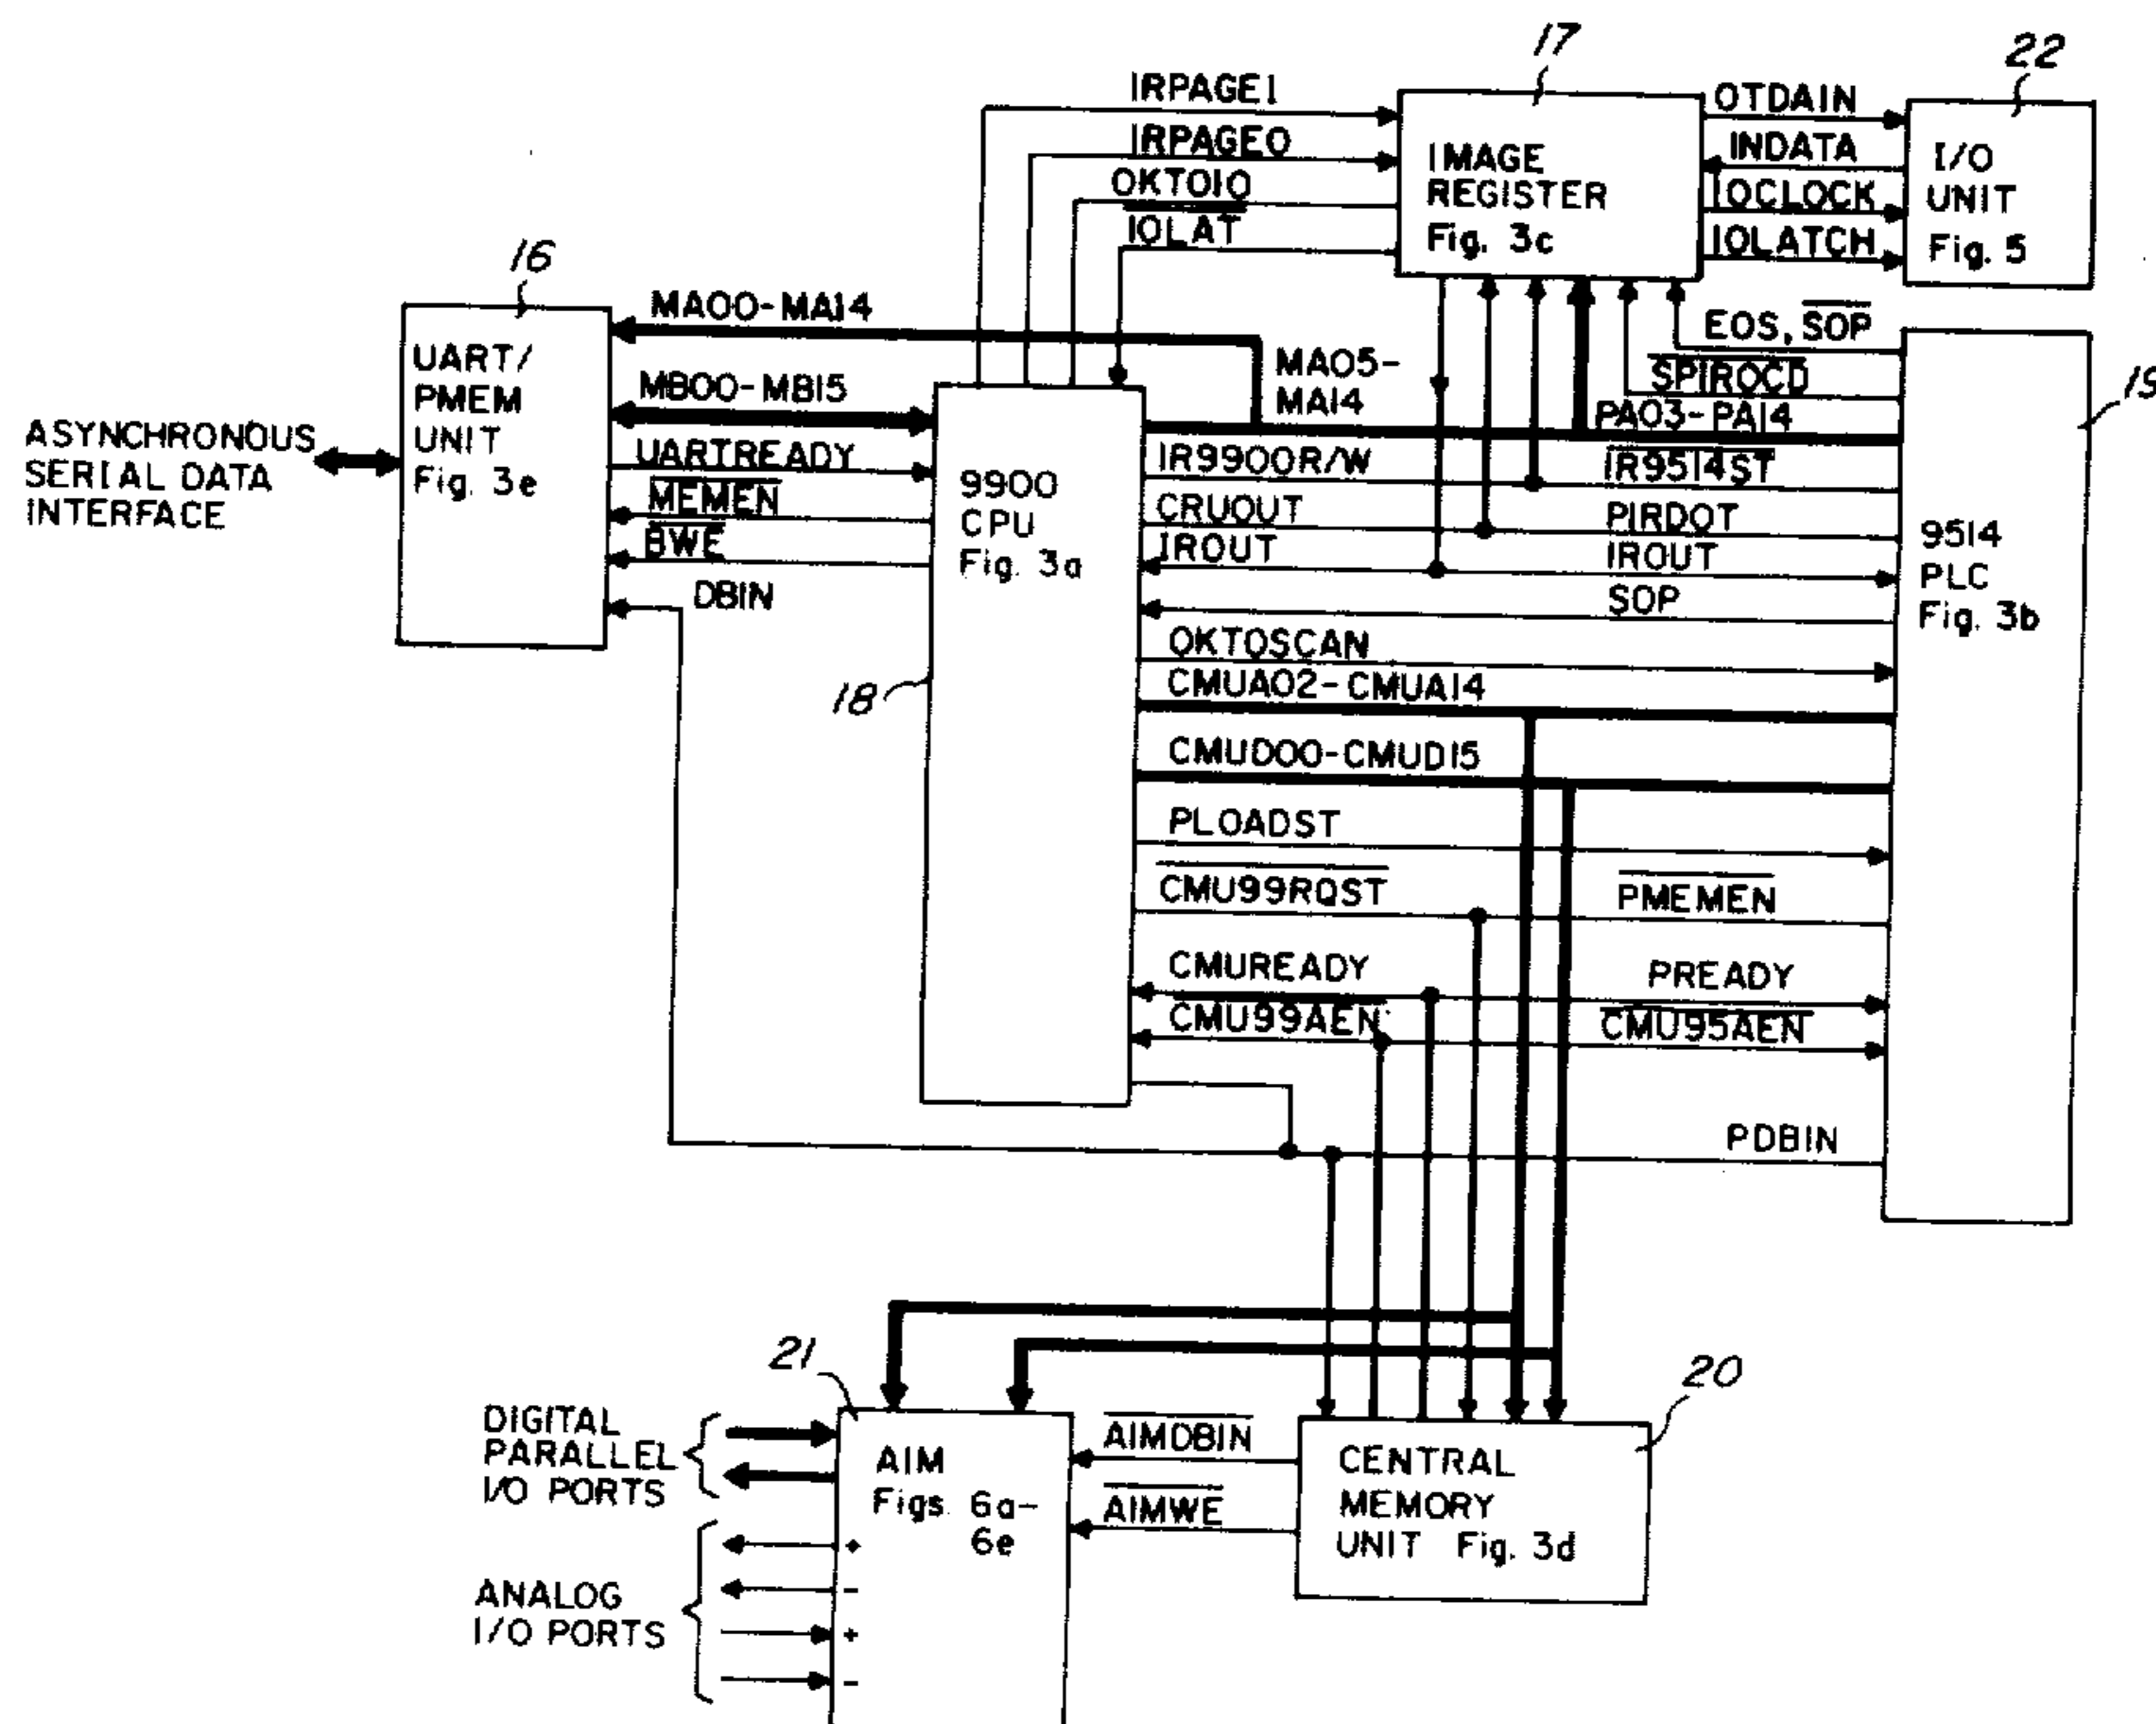 17
22
IRPAGE1
IRPAGE0
OKTOIO
IOLAT
IMAGE
REGISTER
Fig. 3c
OTDAIN
INDATA
IOCLOCK
IOLATCH
I/O
UNIT
Fig. 5
16
MA00-MA14
UART/
PMEM
UNIT
Fig. 3e
MB00-MB15
UARTREADY
MEMEN
BWE
DBIN
ASYNCHRONOUS
SERIAL DATA
INTERFACE
MA05-
MA14
EOS, SOP
SPIROCD
PA03-PA14
19
9900
CPU
Fig. 3a
18
IR9900R/W
IR9514ST
CRUOUT
PIRDOT
IROUT
IROUT
SOP
OKTOSCAN
CMUA02-CMUA14
CMUD00-CMUD15
PLOADST
CMU99RQST
PMEMEN
CMUREADY
PREADY
CMU99AEN
CMU95AEN
PDBIN
9514
PLC
Fig. 3b
21
20
DIGITAL
PARALLEL
I/O PORTS
ANALOG
I/O PORTS
+
-
+
-
AIM
Figs. 6a-
6e
AIMDBIN
AIMWE
CENTRAL
MEMORY
UNIT Fig. 3d